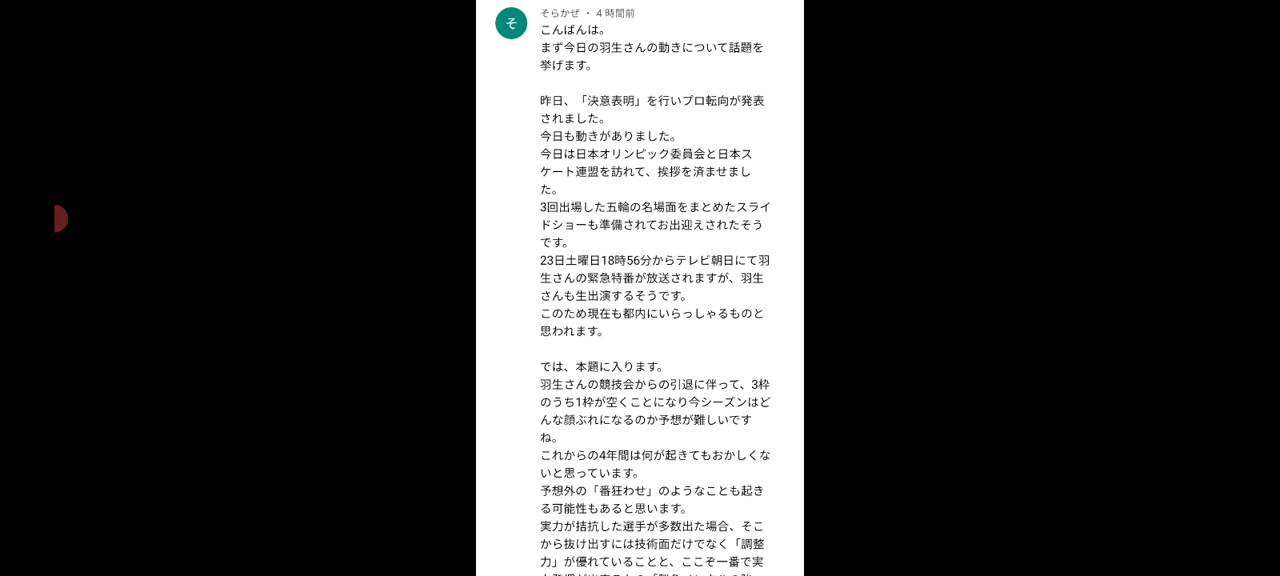 そ
そらかぜ ・ 4 時間前
こんばんは。
まず今日の羽生さんの動きについて話題を
挙げます。
昨日、「決意表明」を行いプロ転向が発表
されました。
今日も動きがありました。
今日は日本オリンピック委員会と日本ス
ケート連盟を訪れて、挨拶を済ませまし
た。
3回出場した五輪の名場面をまとめたスライ
ドショーも準備されてお出迎えされたそう
です。
23日土曜日18時56分からテレビ朝日にて羽
生さんの緊急特番が放送されますが、羽生
さんも生出演するそうです。
このため現在も都内にいらっしゃるものと
思われます。
では、本題に入ります。
羽生さんの競技会からの引退に伴って、3枠
のうち1枠が空くことになり今シーズンはど
んな顔ぶれになるのか予想が難しいです
ね。
これからの4年間は何が起きてもおかしくな
いと思っています。
予想外の「番狂わせ」のようなことも起き
る可能性もあると思います。
実力が拮抗した選手が多数出た場合、そこ
から抜け出すには技術面だけでなく「調整
力」が優れていることと、ここぞ一番で実